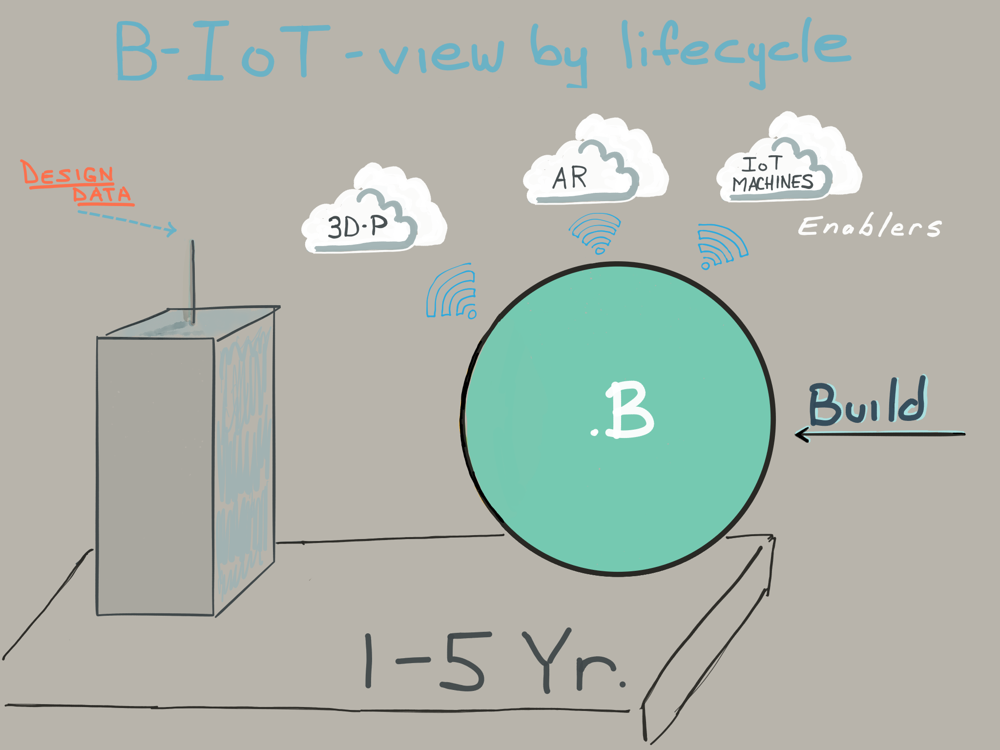 B-IoT - view by lifecycle
DESIGN
DATA
3D-P
AR
IoT
MACHINES
Enablers
.B
Build
1-5 Yr.